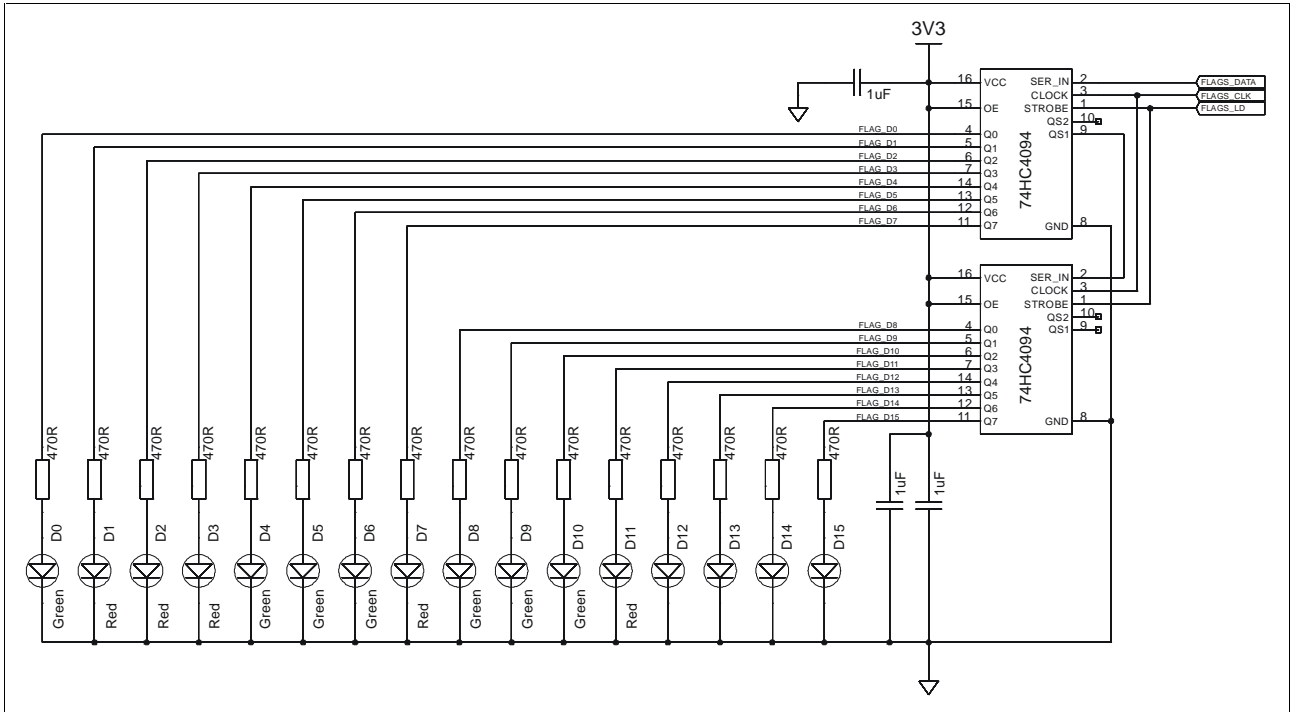 3V3
1uF
16 VCC SER_IN 2 FLAGS_DATA
CLOCK 3 FLAGS_CLK
15 OE STROBE 1 FLAGS_LD
QS2 10
FLAG_D0 4 Q0 QS1 9
FLAG_D1 5 Q1
FLAG_D2 6 Q2
FLAG_D3 7 Q3
FLAG_D4 14 Q4
FLAG_D5 13 Q5
FLAG_D6 12 Q6
FLAG_D7 11 Q7 GND 8
74HC4094
16 VCC SER_IN 2
CLOCK 3
15 OE STROBE 1
QS2 10
FLAG_D8 4 Q0 QS1 9
FLAG_D9 5 Q1
FLAG_D10 6 Q2
FLAG_D11 7 Q3
FLAG_D12 14 Q4
FLAG_D13 13 Q5
FLAG_D14 12 Q6
FLAG_D15 11 Q7 GND 8
74HC4094
470R 470R 470R 470R 470R 470R 470R 470R 470R 470R 470R 470R 470R 470R 470R 470R
1uF 1uF
D0 D1 D2 D3 D4 D5 D6 D7 D8 D9 D10 D11 D12 D13 D14 D15
Green Red Red Red Green Green Green Red Green Green Green Red